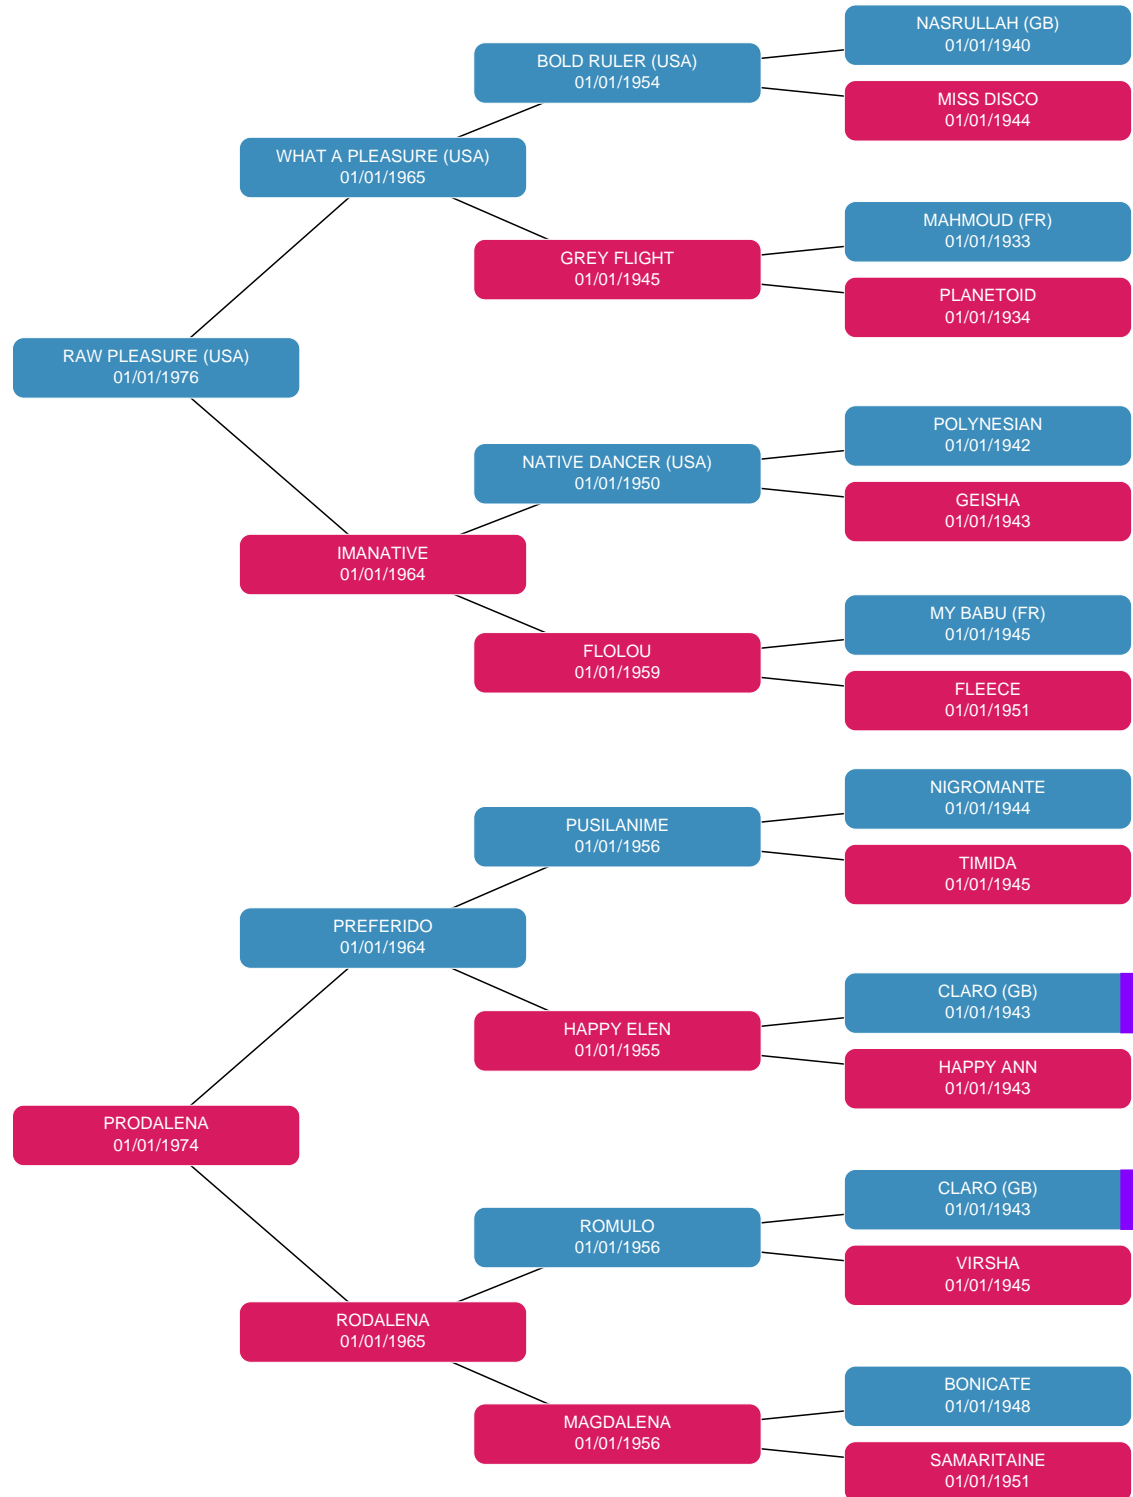 NASRULLAH (GB)
01/01/1940
BOLD RULER (USA)
01/01/1954
MISS DISCO
01/01/1944
WHAT A PLEASURE (USA)
01/01/1965
MAHMOUD (FR)
01/01/1933
GREY FLIGHT
01/01/1945
PLANETOID
01/01/1934
RAW PLEASURE (USA)
01/01/1976
POLYNESIAN
01/01/1942
NATIVE DANCER (USA)
01/01/1950
GEISHA
01/01/1943
IMANATIVE
01/01/1964
MY BABU (FR)
01/01/1945
FLOLOU
01/01/1959
FLEECE
01/01/1951
NIGROMANTE
01/01/1944
PUSILANIME
01/01/1956
TIMIDA
01/01/1945
PREFERIDO
01/01/1964
CLARO (GB)
01/01/1943
HAPPY ELEN
01/01/1955
HAPPY ANN
01/01/1943
PRODALENA
01/01/1974
CLARO (GB)
01/01/1943
ROMULO
01/01/1956
VIRSHA
01/01/1945
RODALENA
01/01/1965
BONICATE
01/01/1948
MAGDALENA
01/01/1956
SAMARITAINE
01/01/1951